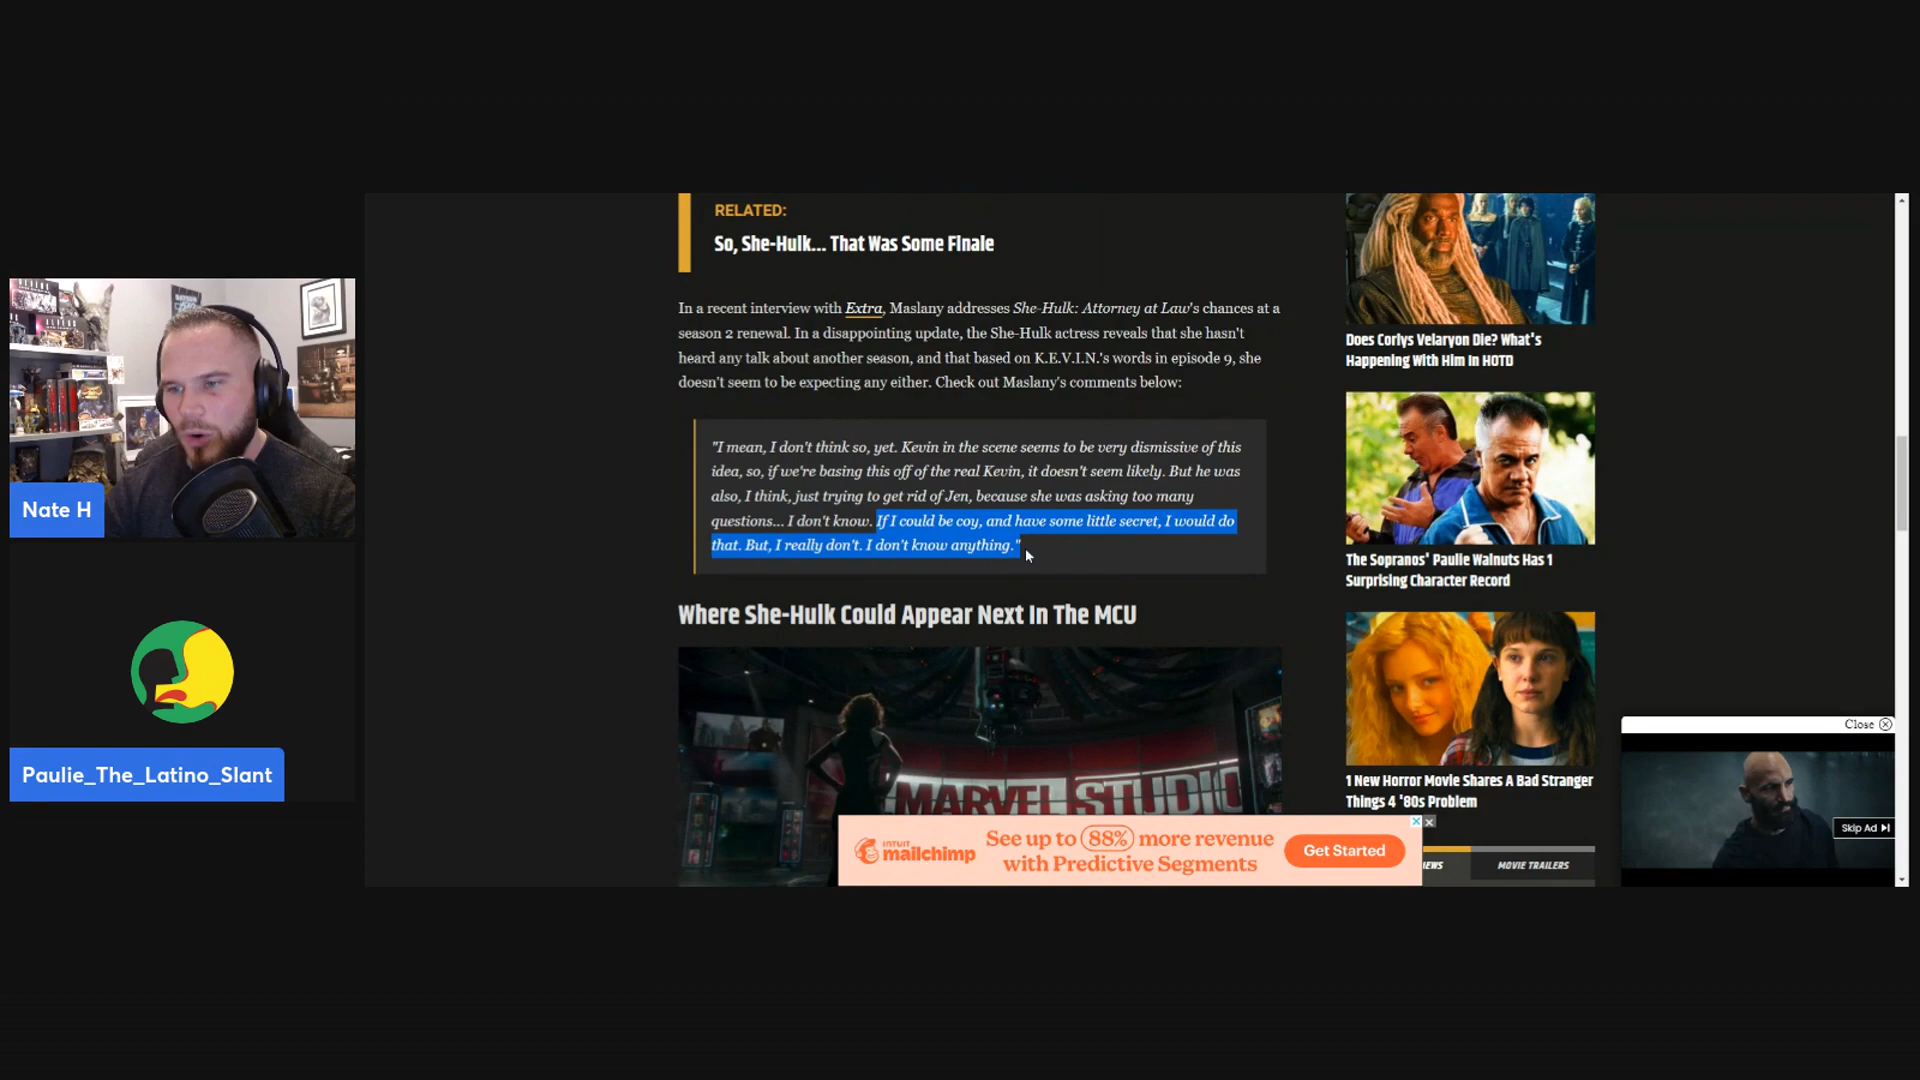 RELATED:
So, She-Hulk... That Was Some Finale
In a recent interview with Extra, Maslany addresses She-Hulk: Attorney at Law's chances at a
season 2 renewal. In a disappointing update, the She-Hulk actress reveals that she hasn't
heard any talk about another season, and that based on K.E.V.I.N.'s words in episode 9, she
doesn't seem to be expecting any either. Check out Maslany's comments below:
"I mean, I don't think so, yet. Kevin in the scene seems to be very dismissive of this
idea, so, if we're basing this off of the real Kevin, it doesn't seem likely. But he was
also, I think, just trying to get rid of Jen, because she was asking too many
questions... I don't know. If I could be coy, and have some little secret, I would do
that. But, I really don't. I don't know anything."
Where She-Hulk Could Appear Next In The MCU
MARVEL STUDIO
INTUIT
mailchimp
See up to 88% more revenue
with Predictive Segments
Get Started
Does Corlys Velaryon Die? What's
Happening With Him In HOTD
The Sopranos' Paulie Walnuts Has 1
Surprising Character Record
1 New Horror Movie Shares A Bad Stranger
Things 4 '80s Problem
MOVIE TRAILERS
Close
Skip Ad
Nate H
Paulie_The_Latino_Slant